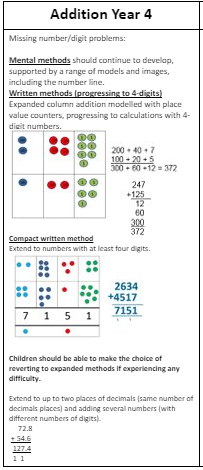 Addition Year 4
Missing number/digit problems:
Mental methods should continue to develop,
supported by a range of models and images,
including the number line.
Written methods (progressing to 4-digits)
Expanded column addition modelled with place
value counters, progressing to calculations with 4-
digit numbers.
200 + 40 + 7
100 + 20 + 5
300 + 60 +12 = 372
247
+125
12
60
300
372
Compact written method
Extend to numbers with at least four digits.
2634
+4517
7151
7 1 5 1
Children should be able to make the choice of
reverting to expanded methods if experiencing any
difficulty.
Extend to up to two places of decimals (same number of
decimals places) and adding several numbers (with
different numbers of digits).
72.8
+ 54.6
127.4
1 1